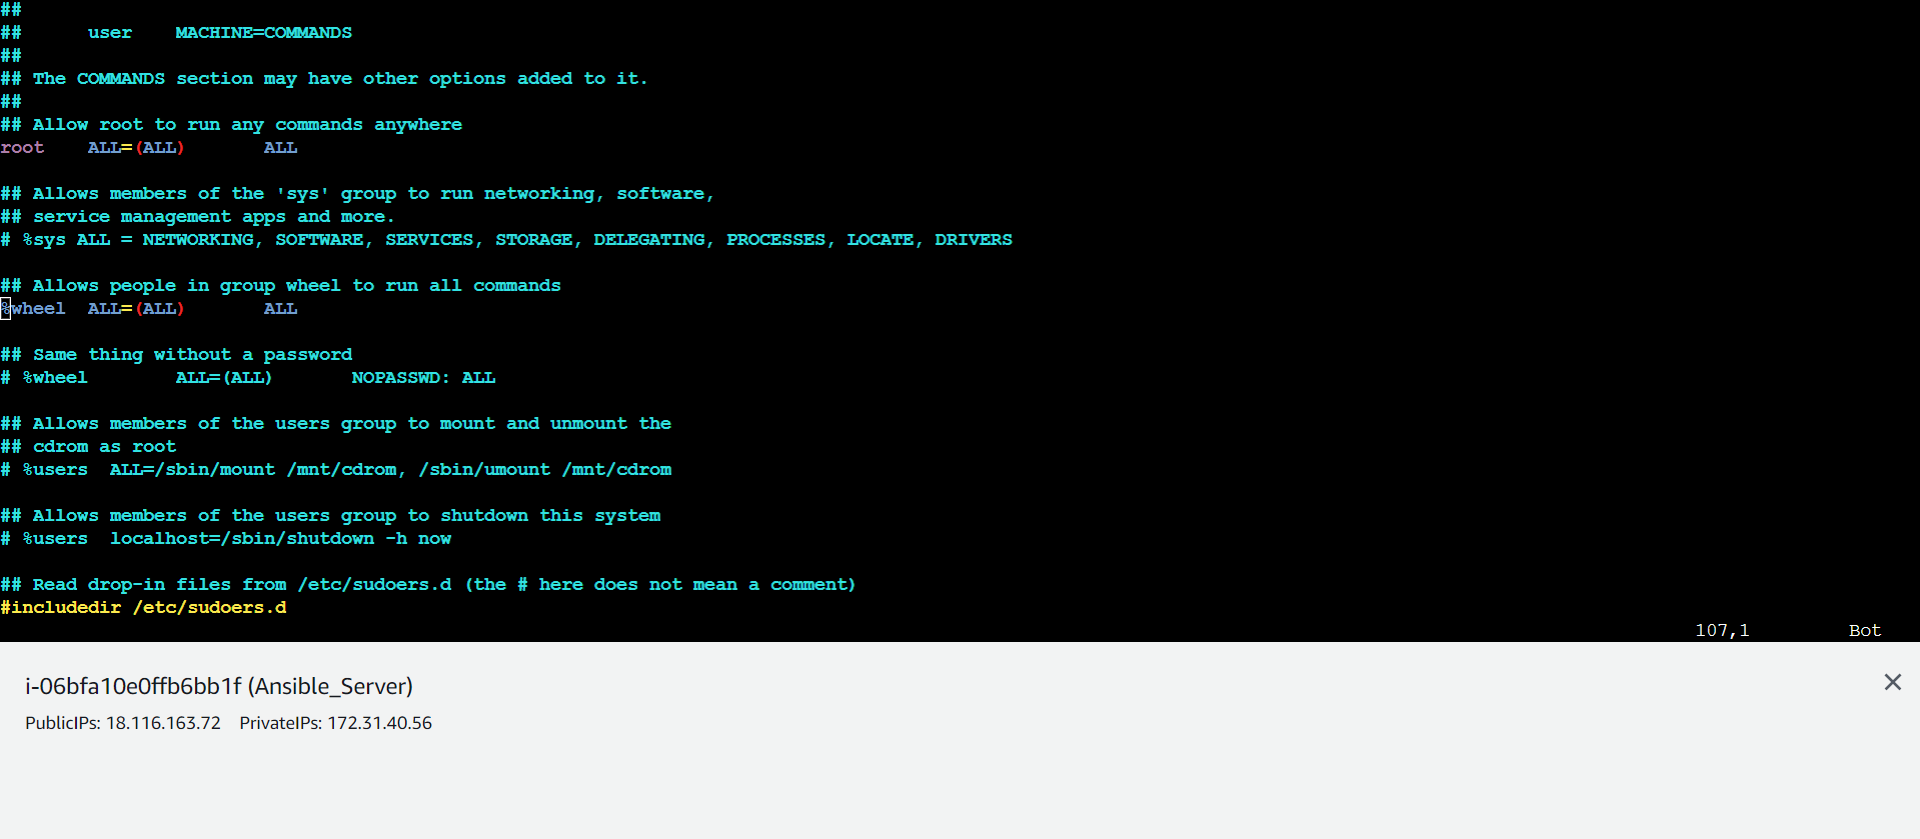 ##
##      user    MACHINE=COMMANDS
##
## The COMMANDS section may have other options added to it.
##
## Allow root to run any commands anywhere
root    ALL=(ALL)       ALL
## Allows members of the 'sys' group to run networking, software,
## service management apps and more.
# %sys ALL = NETWORKING, SOFTWARE, SERVICES, STORAGE, DELEGATING, PROCESSES, LOCATE, DRIVERS
## Allows people in group wheel to run all commands
%wheel  ALL=(ALL)       ALL
## Same thing without a password
# %wheel        ALL=(ALL)       NOPASSWD: ALL
## Allows members of the users group to mount and unmount the
## cdrom as root
# %users  ALL=/sbin/mount /mnt/cdrom, /sbin/umount /mnt/cdrom
## Allows members of the users group to shutdown this system
# %users  localhost=/sbin/shutdown -h now
## Read drop-in files from /etc/sudoers.d (the # here does not mean a comment)
#includedir /etc/sudoers.d
107,1         Bot
i-06bfa10e0ffb6bb1f (Ansible_Server)
PublicIPs: 18.116.163.72    PrivateIPs: 172.31.40.56